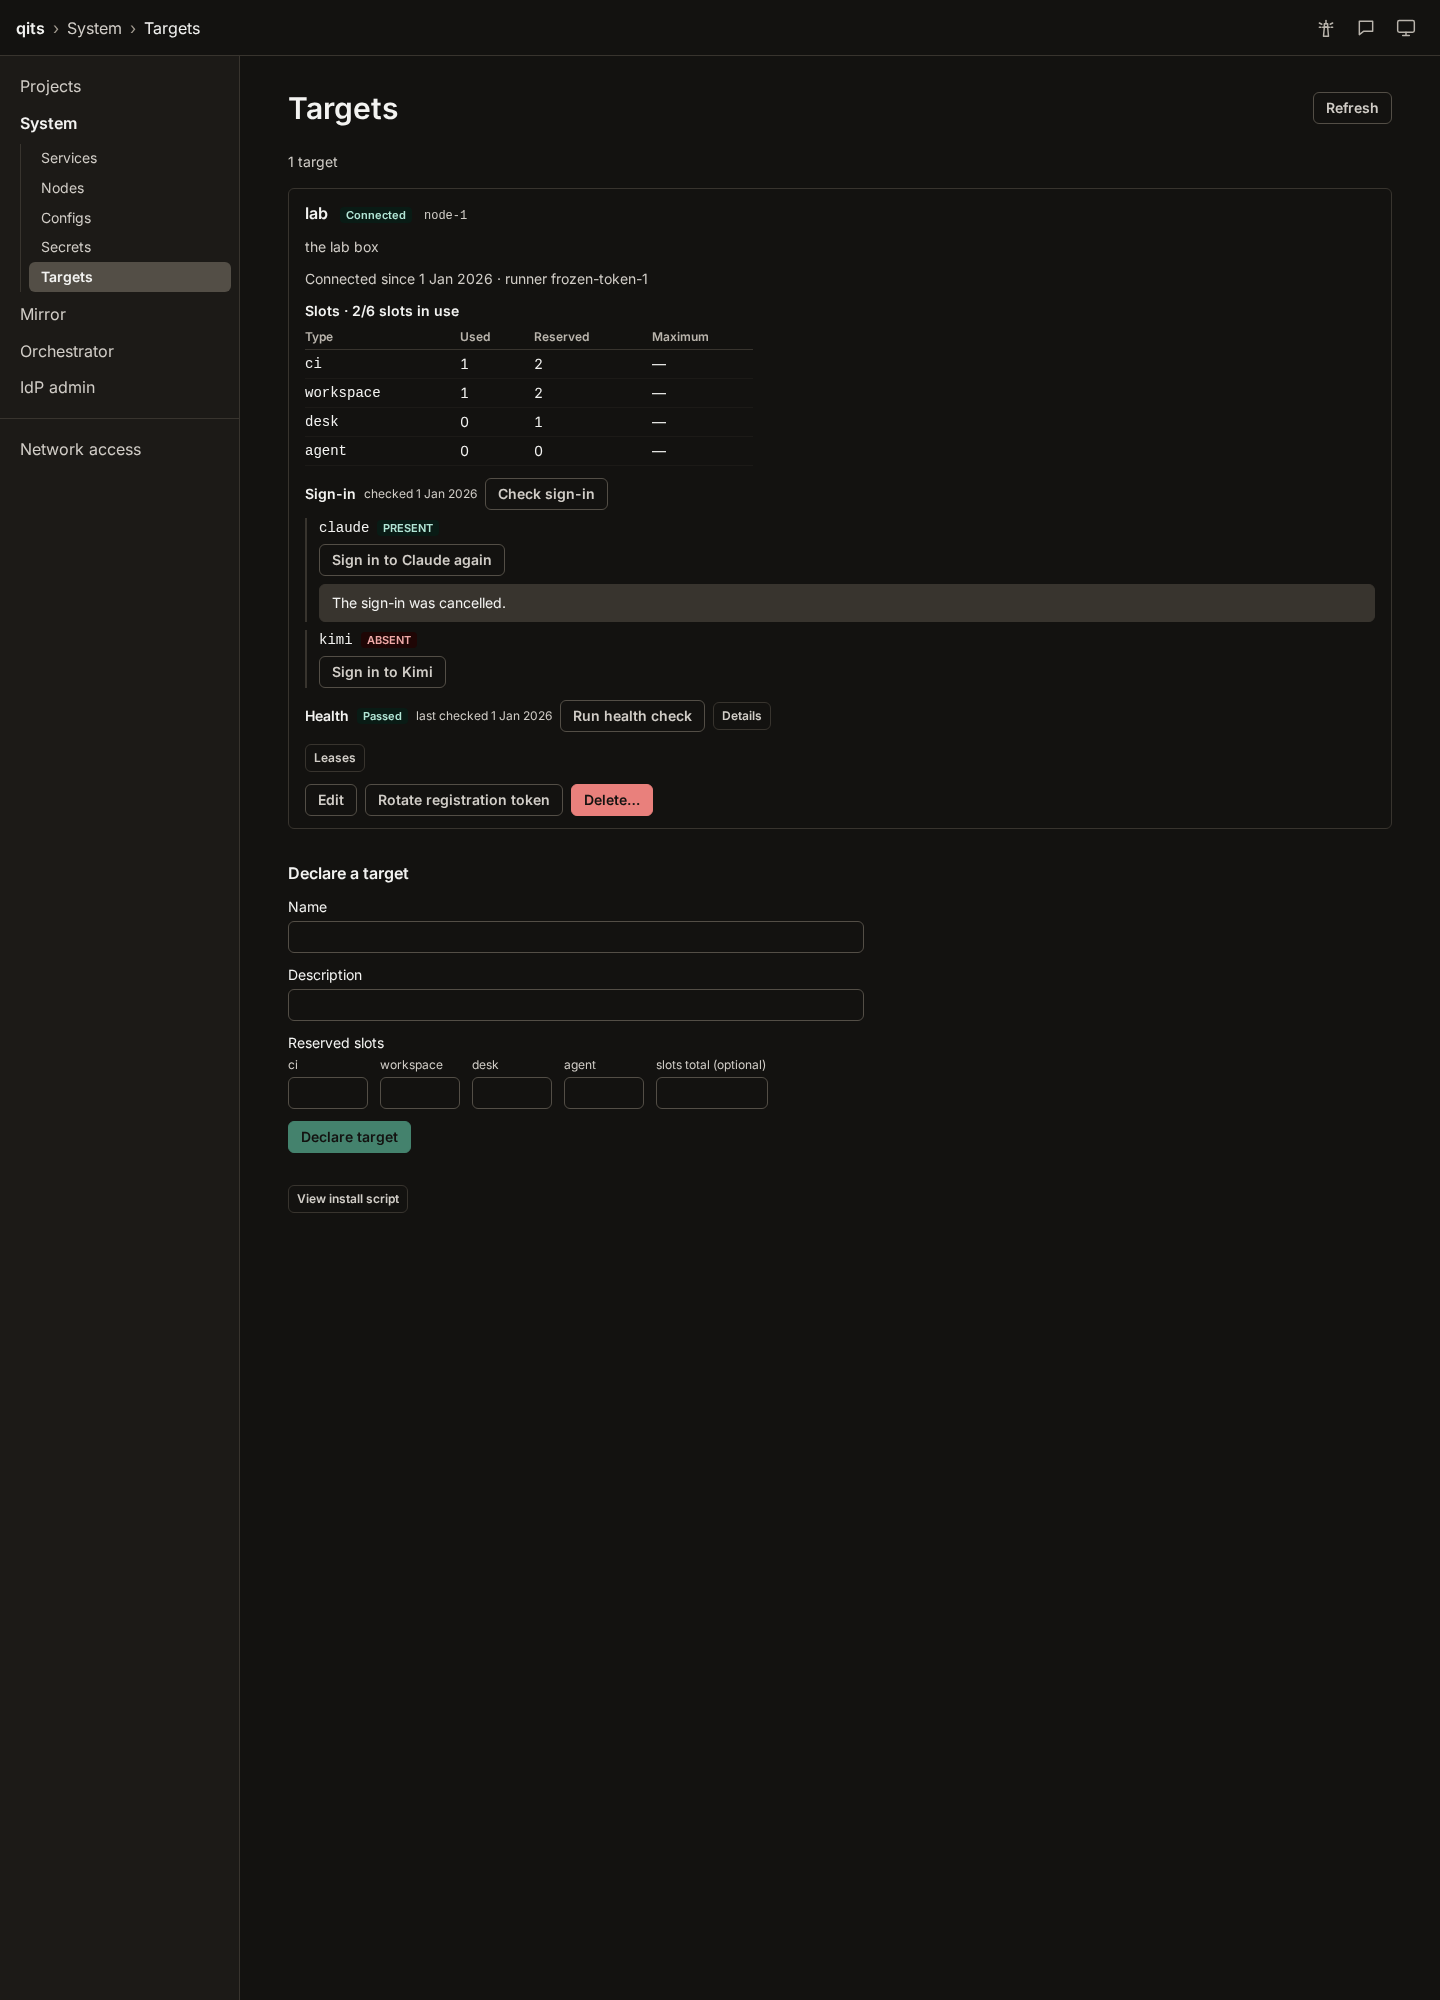 qits › System › Targets
Projects
System
Services
Nodes
Configs
Secrets
Targets
Mirror
Orchestrator
IdP admin
Network access
Targets
Refresh
1 target
lab Connected node-1
the lab box
Connected since 1 Jan 2026 · runner frozen-token-1
Slots · 2/6 slots in use
Type Used Reserved Maximum
ci 1 2 —
workspace 1 2 —
desk 0 1 —
agent 0 0 —
Sign-in checked 1 Jan 2026 Check sign-in
claude PRESENT
Sign in to Claude again
The sign-in was cancelled.
kimi ABSENT
Sign in to Kimi
Health Passed last checked 1 Jan 2026 Run health check Details
Leases
Edit Rotate registration token Delete…
Declare a target
Name
Description
Reserved slots
ci workspace desk agent slots total (optional)
Declare target
View install script